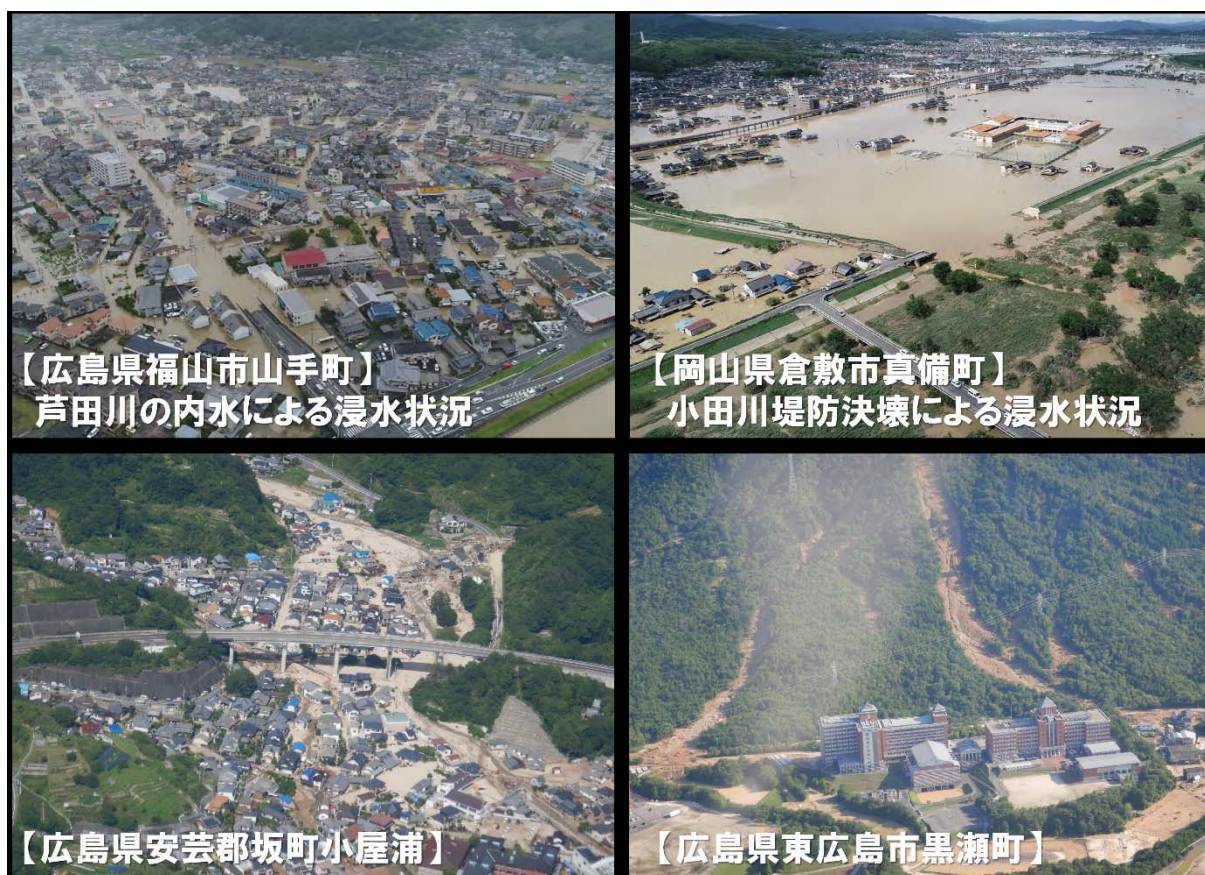 【広島県福山市山手町】
芦田川の内水による浸水状況
【岡山県倉敷市真備町】
小田川堤防決壊による浸水状況
【広島県安芸郡坂町小屋浦】
【広島県東広島市黒瀬町】